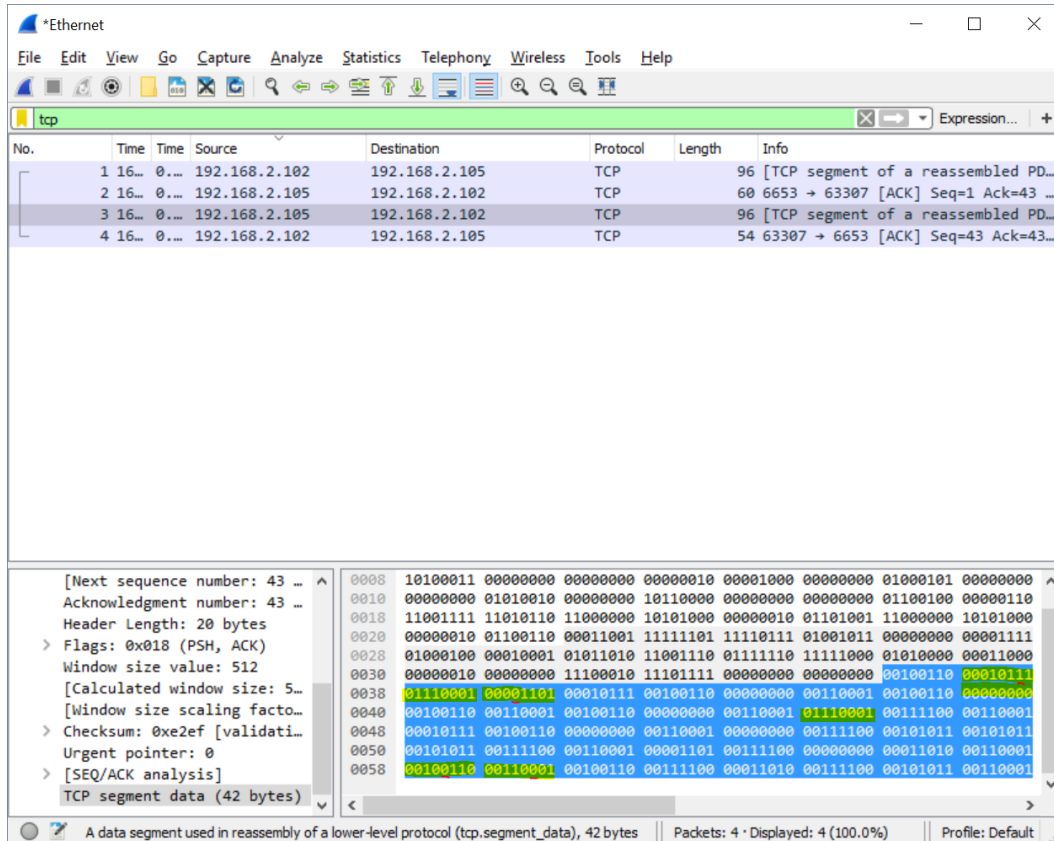 *Ethernet
File Edit View Go Capture Analyze Statistics Telephony Wireless Tools Help
tcp Expression... +
No. Time Time Source Destination Protocol Length Info
1 16… 0.… 192.168.2.102 192.168.2.105 TCP 96 [TCP segment of a reassembled PD…
2 16… 0.… 192.168.2.105 192.168.2.102 TCP 60 6653 → 63307 [ACK] Seq=1 Ack=43 …
3 16… 0.… 192.168.2.105 192.168.2.102 TCP 96 [TCP segment of a reassembled PD…
4 16… 0.… 192.168.2.102 192.168.2.105 TCP 54 63307 → 6653 [ACK] Seq=43 Ack=43…
[Next sequence number: 43 …
Acknowledgment number: 43 …
Header Length: 20 bytes
Flags: 0x018 (PSH, ACK)
Window size value: 512
[Calculated window size: 5…
[Window size scaling facto…
Checksum: 0xe2ef [validati…
Urgent pointer: 0
[SEQ/ACK analysis]
TCP segment data (42 bytes)
0008 10100011 00000000 00000000 00000010 00001000 00000000 01000101 00000000
0010 00000000 01010010 00000000 10110000 00000000 00000000 01100100 00000110
0018 11001111 11010110 11000000 10101000 00000010 01101001 11000000 10101000
0020 00000010 01100110 00011001 11111101 11110111 01001011 00000000 00001111
0028 01000100 00010001 01011010 11001110 01111110 11111000 01010000 00011000
0030 00000010 00000000 11100010 11101111 00000000 00000000 00100110 00010111
0038 01110001 00001101 00010111 00100110 00000000 00110001 00100110 00000000
0040 00100110 00110001 00100110 00000000 00110001 01110001 00111100 00110001
0048 00010111 00100110 00000000 00110001 00000000 00111100 00101011 00101011
0050 00101011 00111100 00110001 00001101 00111100 00000000 00011010 00110001
0058 00100110 00110001 00100110 00111100 00011010 00111100 00101011 00110001
A data segment used in reassembly of a lower-level protocol (tcp.segment_data), 42 bytes Packets: 4 · Displayed: 4 (100.0%) Profile: Default